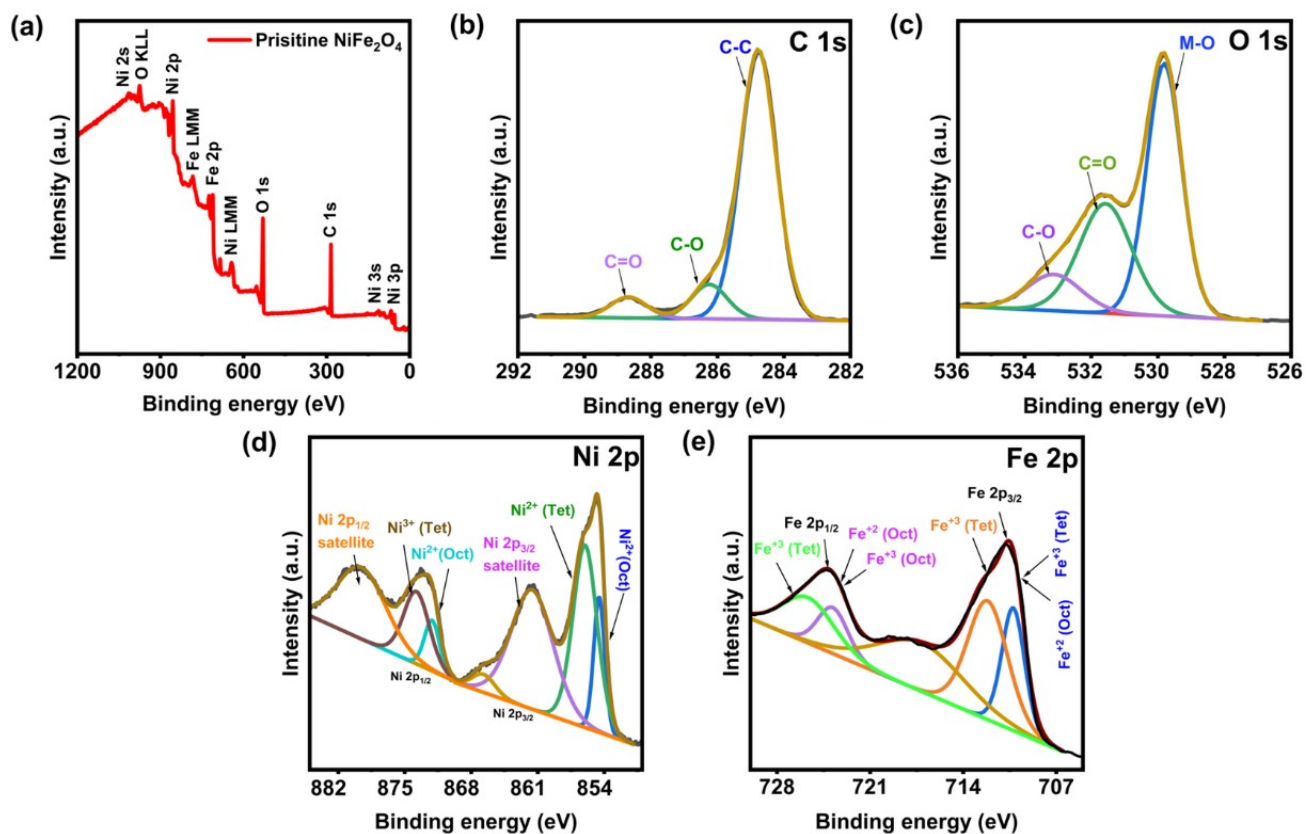 (a)
Prisitine NiFe₂O₄
Ni 2s
O KLL
Ni 2p
Fe LMM
Fe 2p
Ni LMM
O 1s
C 1s
Ni 3s
Ni 3p
Intensity (a.u.)
1200 900 600 300 0
Binding energy (eV)
(b)
C 1s
C-C
C-O
C=O
Intensity (a.u.)
292 290 288 286 284 282
Binding energy (eV)
(c)
O 1s
M-O
C=O
C-O
Intensity (a.u.)
536 534 532 530 528 526
Binding energy (eV)
(d)
Ni 2p
Ni 2p₁/₂
satellite
Ni³⁺ (Tet)
Ni²⁺(Oct)
Ni 2p₃/₂
satellite
Ni²⁺ (Tet)
Ni²⁺(Oct)
Ni 2p₁/₂
Ni 2p₃/₂
Intensity (a.u.)
882 875 868 861 854
Binding energy (eV)
(e)
Fe 2p
Fe⁺³ (Tet)
Fe 2p₁/₂
Fe⁺² (Oct)
Fe⁺³ (Oct)
Fe 2p₃/₂
Fe⁺³ (Tet)
Fe⁺³ (Tet)
Fe⁺² (Oct)
Intensity (a.u.)
728 721 714 707
Binding energy (eV)